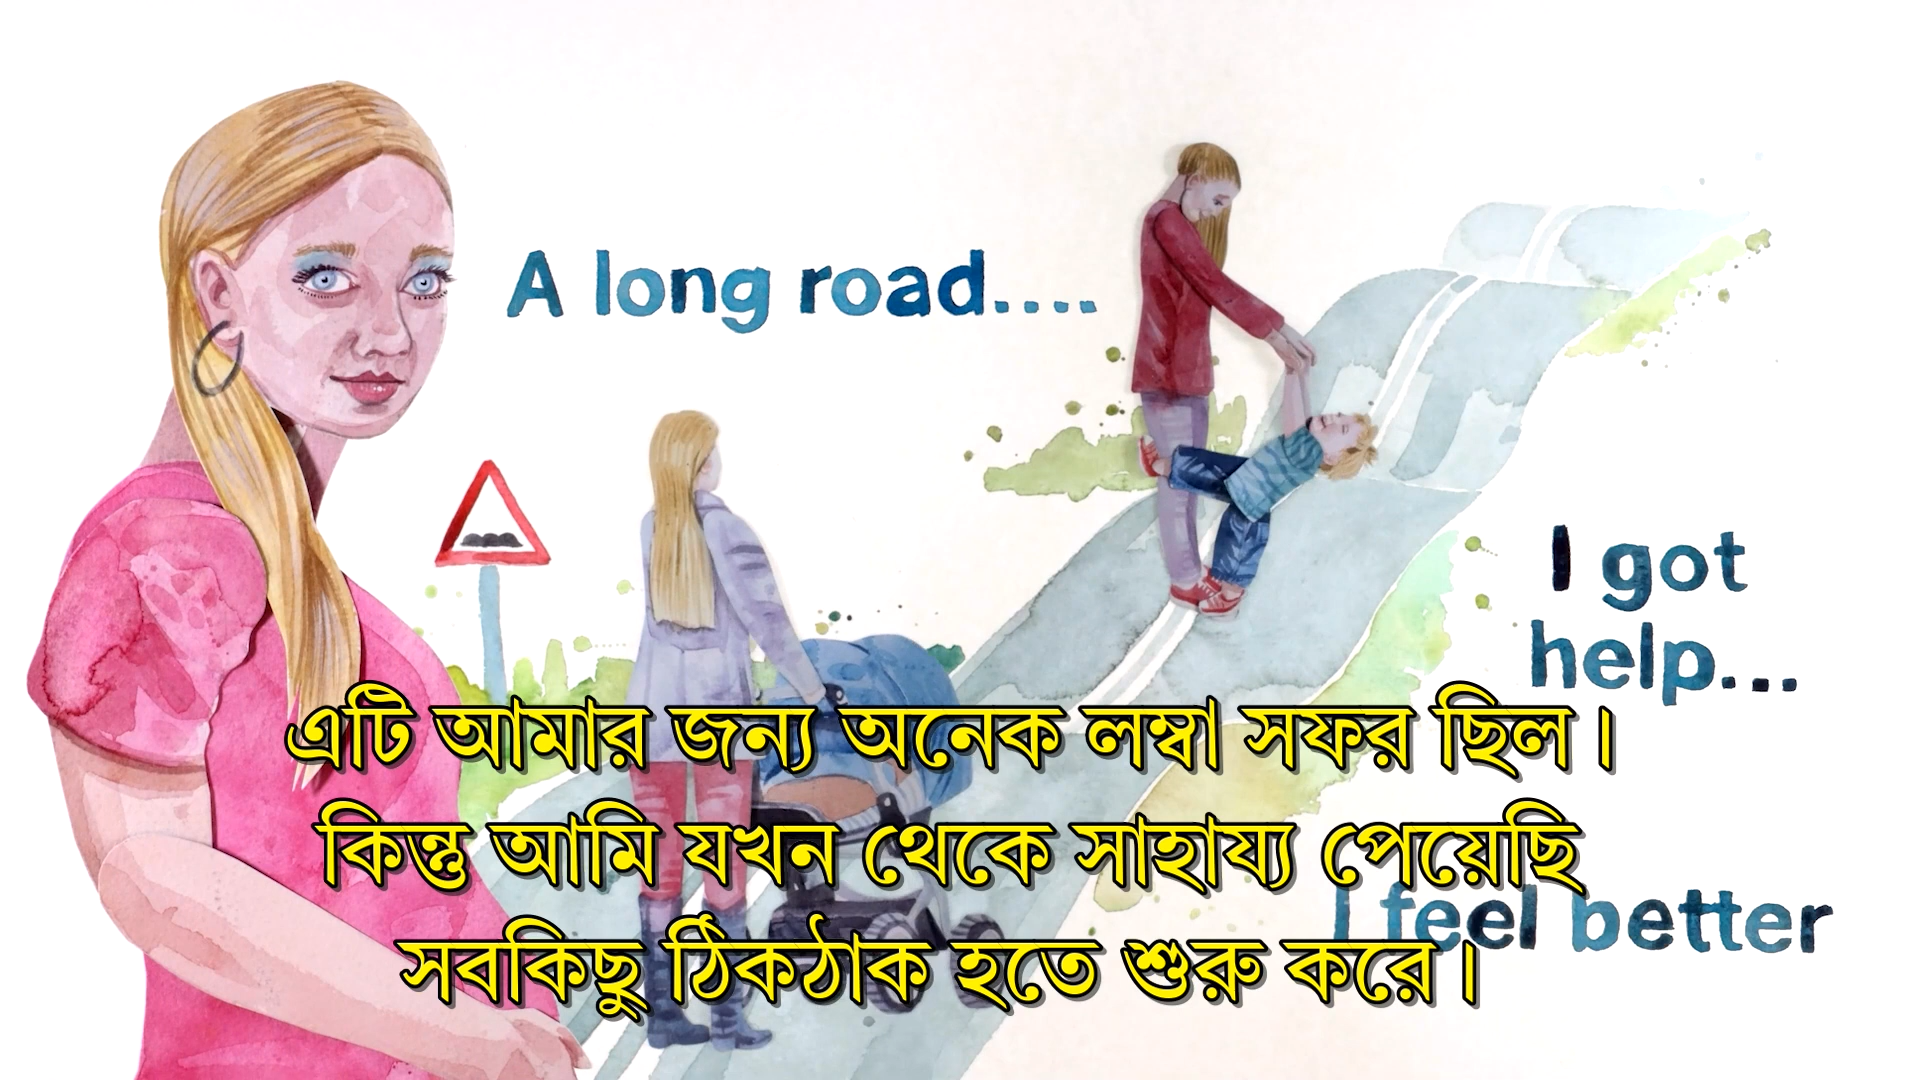 A long road....
I got
help...
I feel better
এটি আমার জন্য অনেক লম্বা সফর ছিল।
কিন্তু আমি যখন থেকে সাহায্য পেয়েছি
সবকিছু ঠিকঠাক হতে শুরু করে।